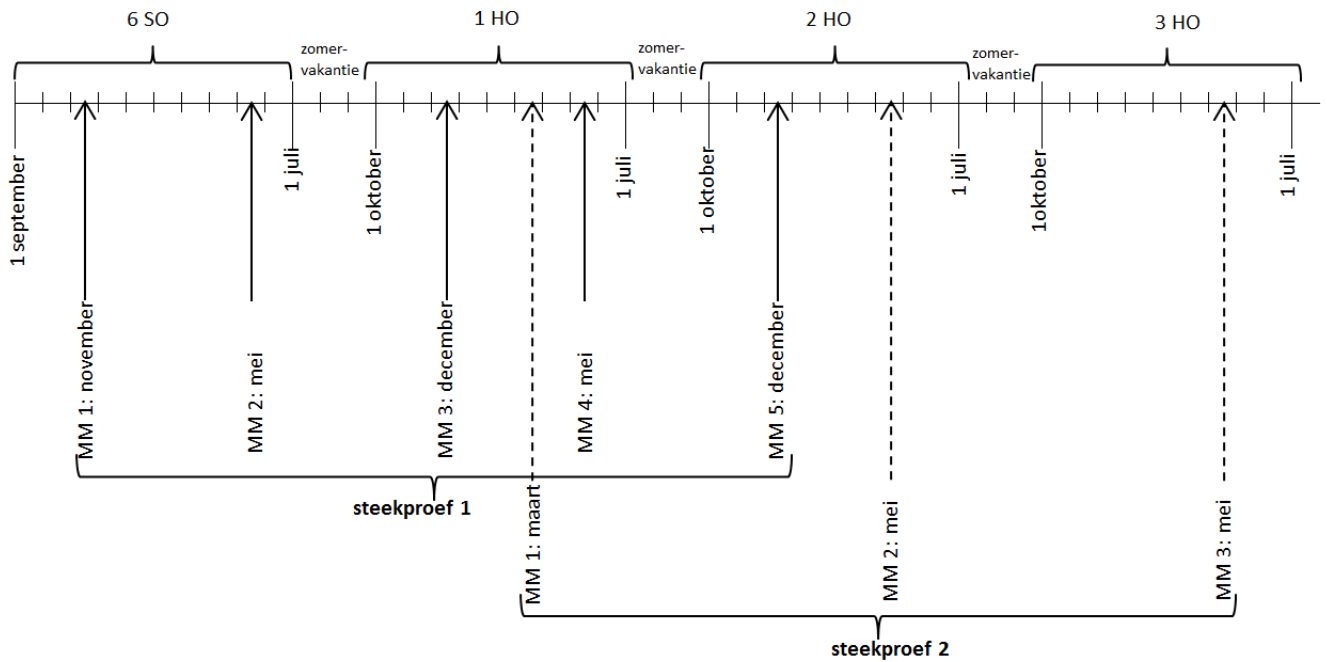 6 SO
1 HO
2 HO
3 HO
zomer-
vakantie
zomer-
vakantie
zomer-
vakantie
1 september
1 juli
1 oktober
1 juli
1 oktober
1 juli
1oktober
1 juli
MM 1: november
MM 2: mei
MM 3: december
MM 4: mei
MM 5: december
steekproef 1
MM 1: maart
MM 2: mei
MM 3: mei
steekproef 2